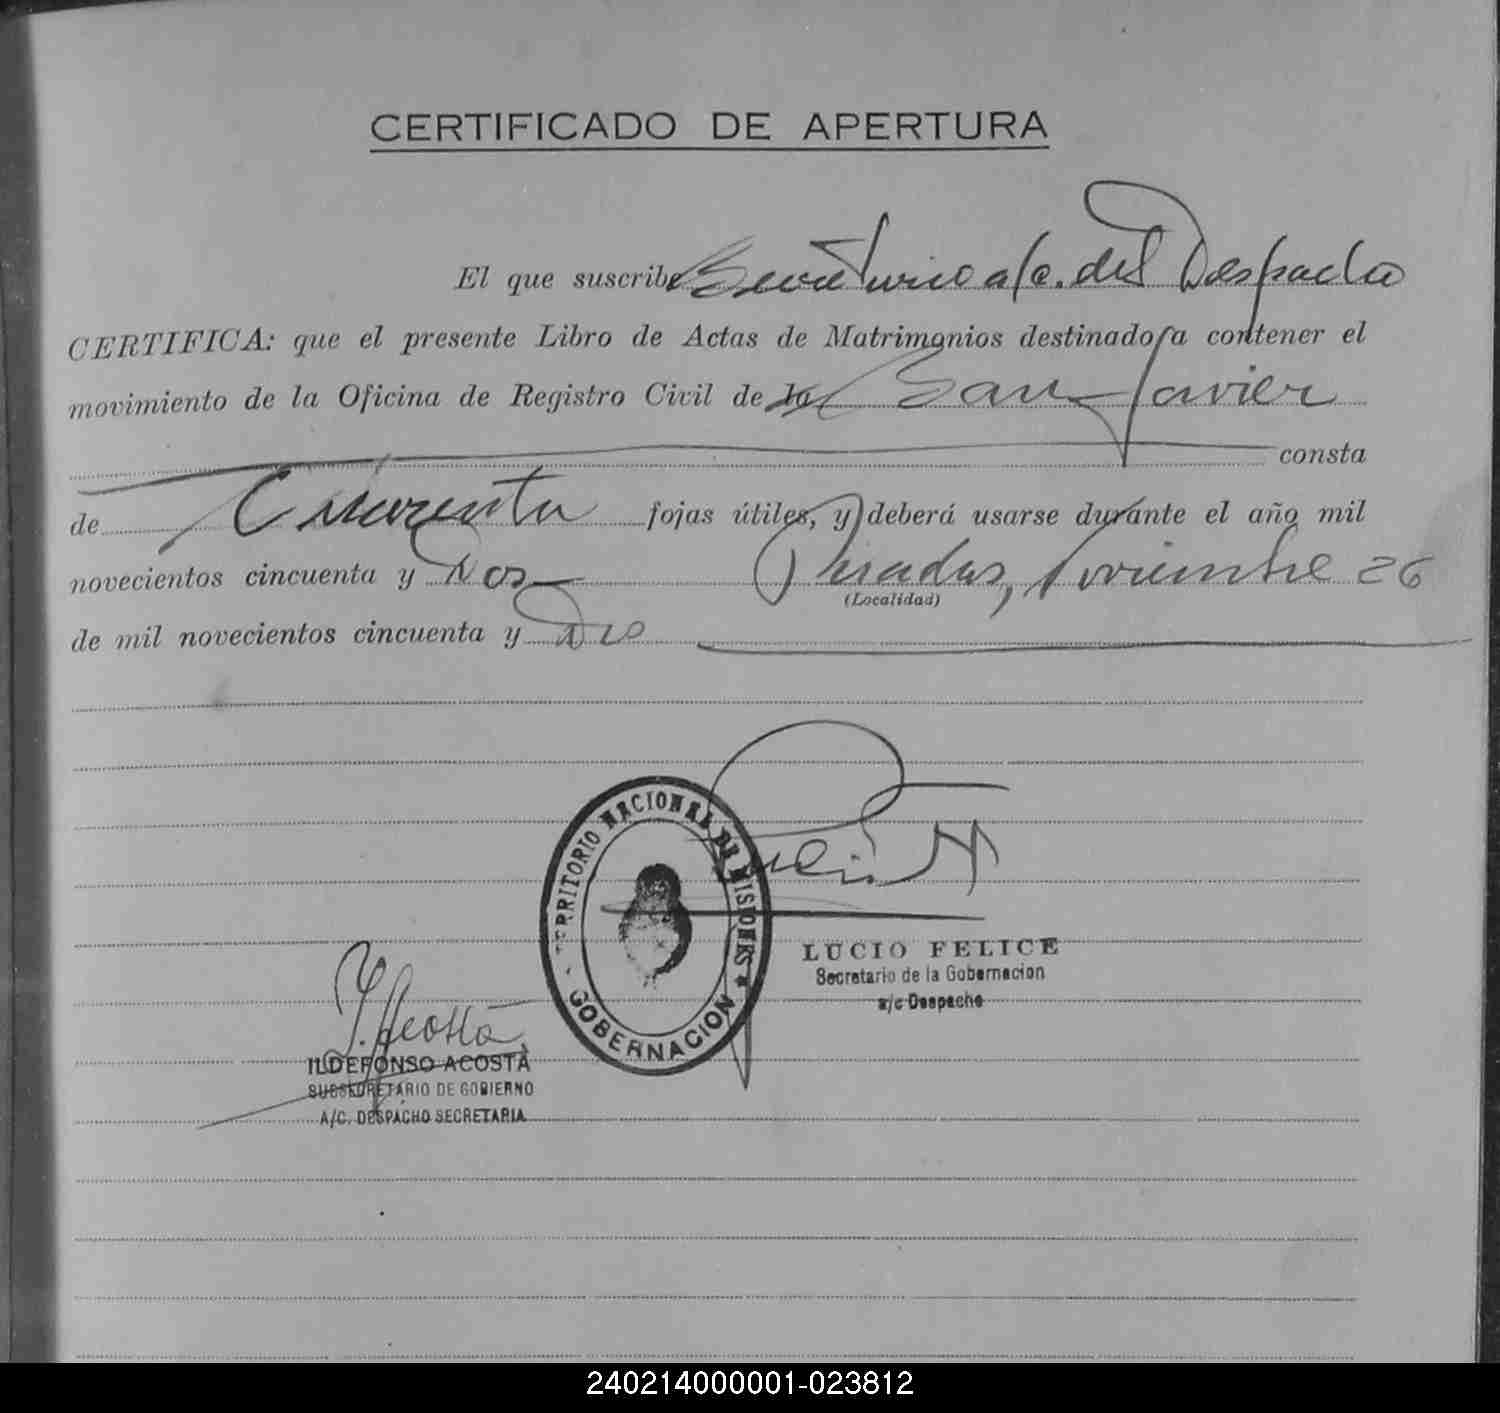 CERTIFICADO DE APERTURA
El que suscribe Secretario a/c. del Despacho
CERTIFICA: que el presente Libro de Actas de Matrimonios destinado a contener el
movimiento de la Oficina de Registro Civil de la San Javier
consta
de Cuarenta fojas útiles, y deberá usarse durante el año mil
novecientos cincuenta y Dos Posadas, Noviembre 26
(Localidad)
de mil novecientos cincuenta y Dos
TERRITORIO NACIONAL DE MISIONES
GOBERNACION
LUCIO FELICE
Secretario de la Gobernacion
a/c Despacho
I. Acosta
ILDEFONSO ACOSTA
SUBSECRETARIO DE GOBIERNO
A/C. DESPACHO SECRETARIA
240214000001-023812